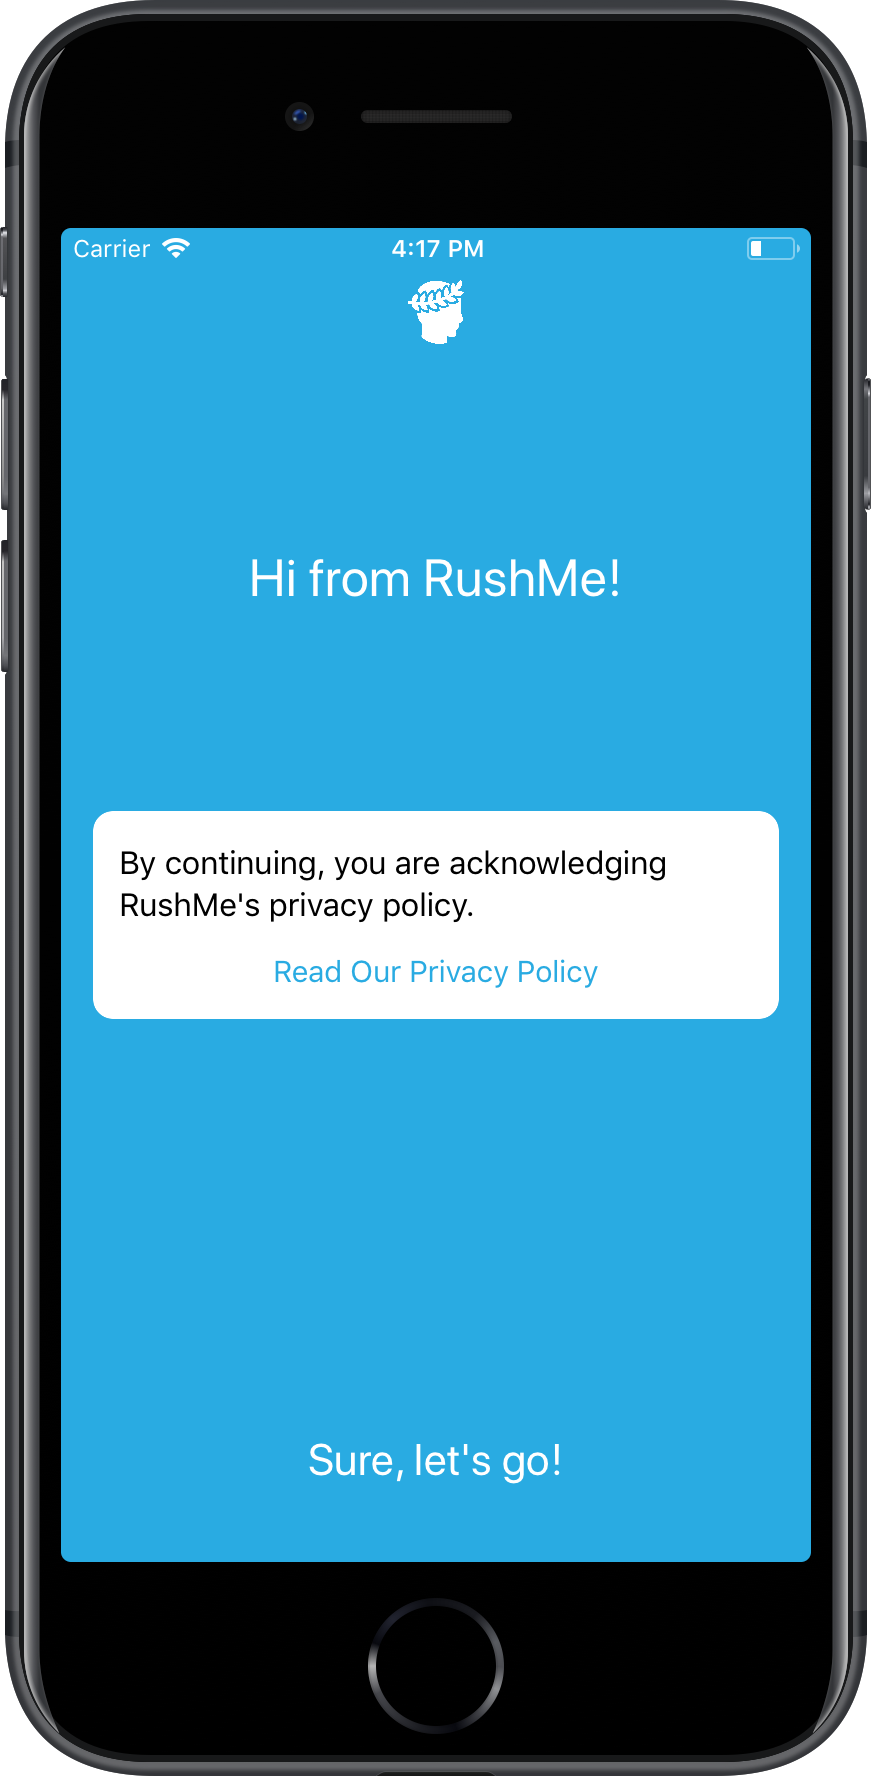 Carrier 4:17 PM
Hi from RushMe!
By continuing, you are acknowledging
RushMe's privacy policy.
Read Our Privacy Policy
Sure, let's go!